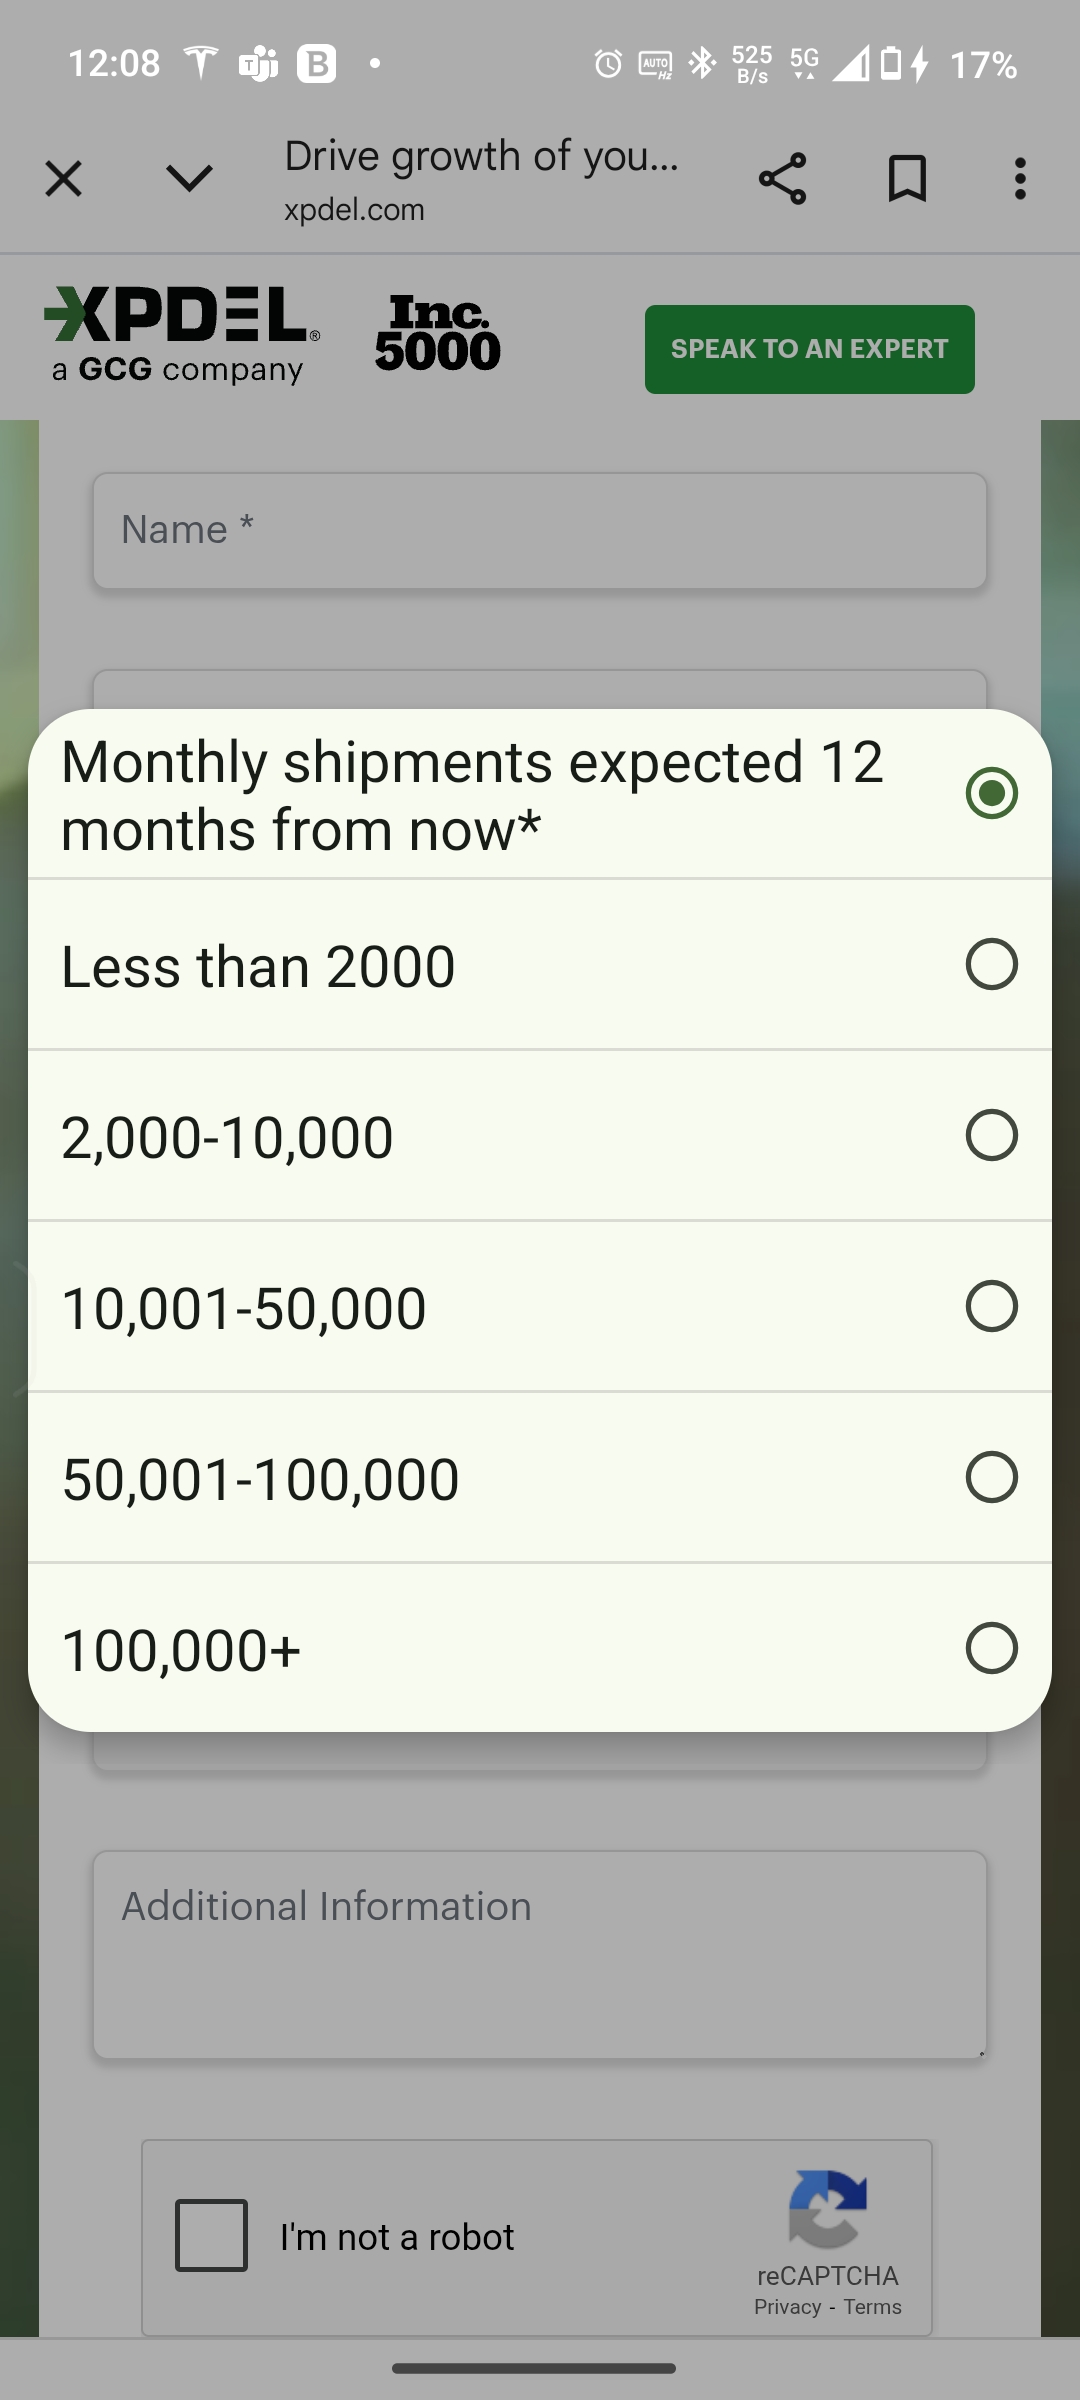 12:08
525 B/s
5G
17%
Drive growth of you...
xpdel.com
XPDEL®
a GCG company
Inc.
5000
SPEAK TO AN EXPERT
Name *
Monthly shipments expected 12
months from now*
Less than 2000
2,000-10,000
10,001-50,000
50,001-100,000
100,000+
Additional Information
I'm not a robot
reCAPTCHA
Privacy - Terms